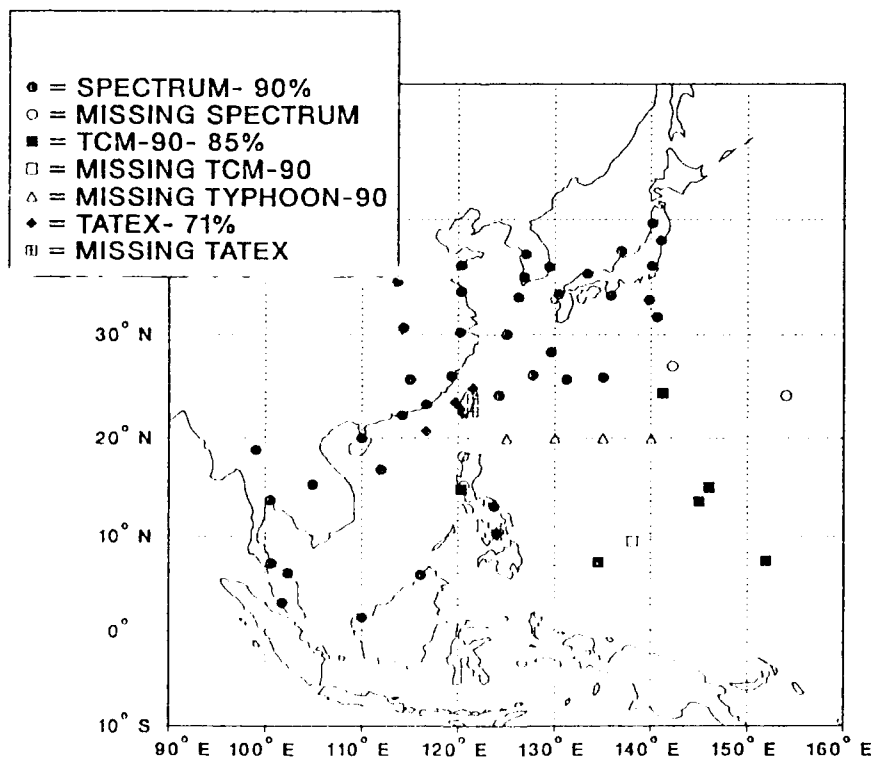 ● = SPECTRUM- 90%
○ = MISSING SPECTRUM
■ = TCM-90- 85%
□ = MISSING TCM-90
△ = MISSING TYPHOON-90
◆ = TATEX- 71%
⊞ = MISSING TATEX
30° N
20° N
10° N
0°
10° S
90° E 100° E 110° E 120° E 130° E 140° E 150° E 160° E